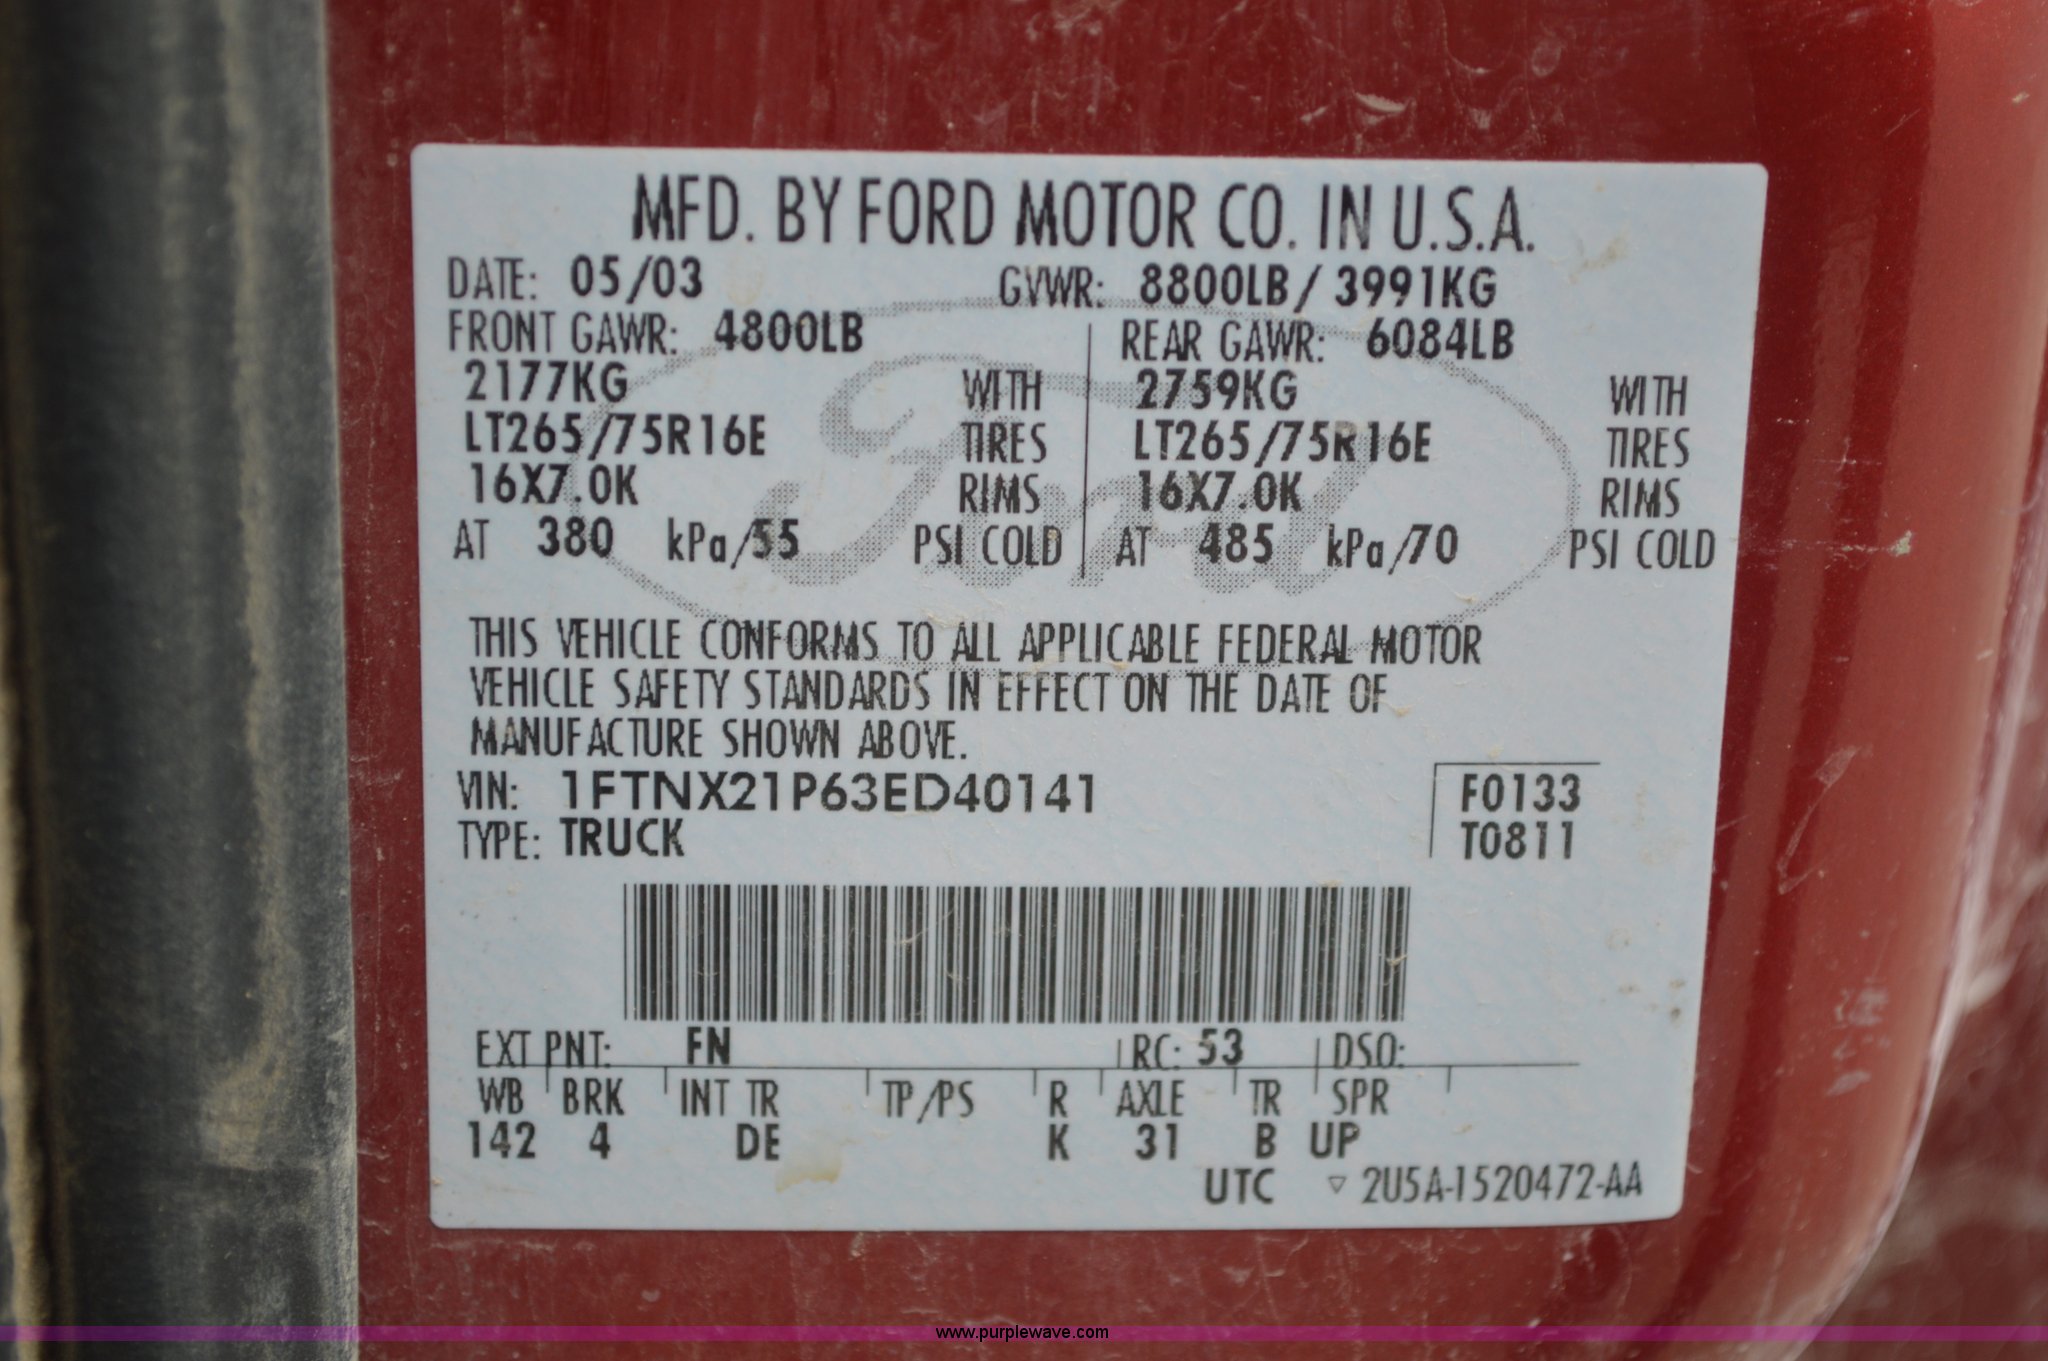 MFD. BY FORD MOTOR CO. IN U.S.A.
DATE: 05/03 GVWR: 8800LB / 3991KG
FRONT GAWR: 4800LB REAR GAWR: 6084LB
2177KG WITH 2759KG WITH
LT265/75R16E TIRES LT265/75R16E TIRES
16X7.0K RIMS 16X7.0K RIMS
AT 380 kPa/55 PSI COLD AT 485 kPa/70 PSI COLD
Ford
THIS VEHICLE CONFORMS TO ALL APPLICABLE FEDERAL MOTOR
VEHICLE SAFETY STANDARDS IN EFFECT ON THE DATE OF
MANUFACTURE SHOWN ABOVE.
VIN: 1FTNX21P63ED40141 F0133
TYPE: TRUCK T0811
EXT PNT: FN RC: 53 DSO:
WB BRK INT TR TP/PS R AXLE TR SPR
142 4 DE K 31 B UP
UTC ▽ 2U5A-1520472-AA
www.purplewave.com